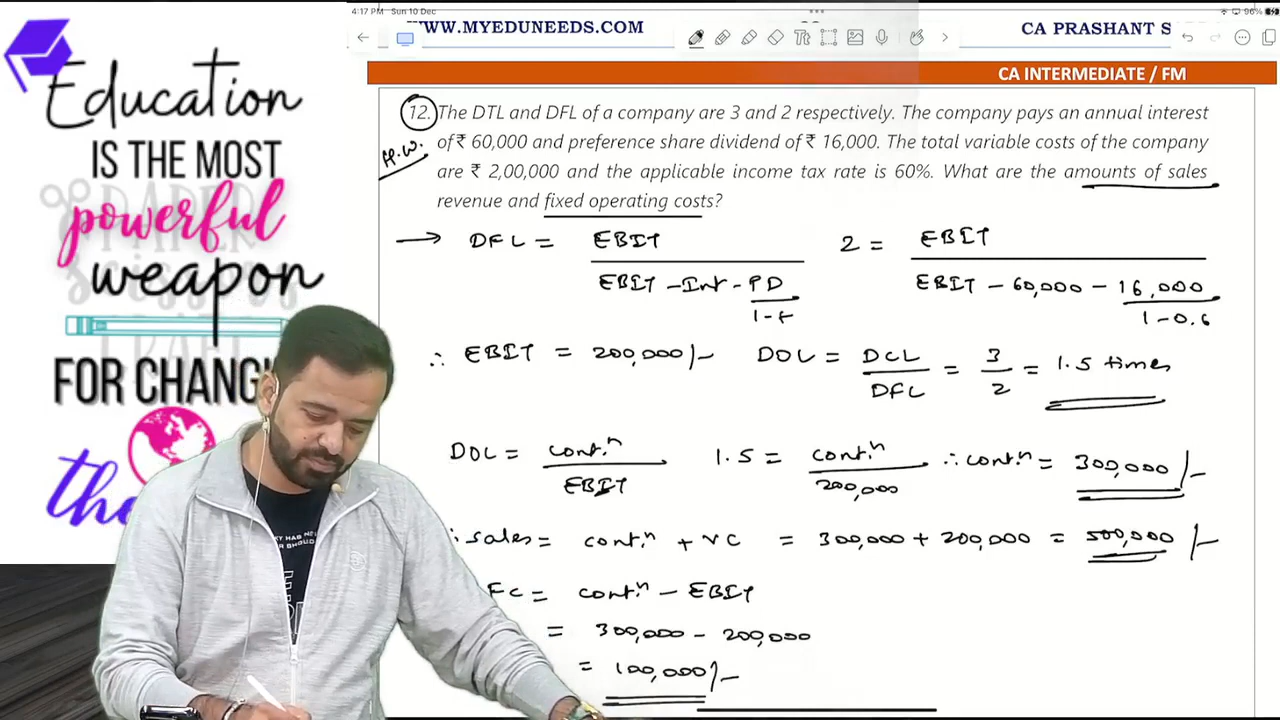 4:17 PM Sun 10 Dec
96%
WWW.MYEDUNEEDS.COM
CA PRASHANT S
CA INTERMEDIATE / FM
Education
IS THE MOST
powerful
weapon
FOR CHANG
the
12. The DTL and DFL of a company are 3 and 2 respectively. The company pays an annual interest
H.W.
of ₹ 60,000 and preference share dividend of ₹ 16,000. The total variable costs of the company
are ₹ 2,00,000 and the applicable income tax rate is 60%. What are the amounts of sales
revenue and fixed operating costs?
→ DFL = EBIT 2 = EBIT
EBIT - Int - PD EBIT - 60,000 - 16,000
1-t 1-0.6
∴ EBIT = 200,000/- DOL = DCL = 3 = 1.5 times
DFL 2
DOL = contⁿ 1.5 = contⁿ ∴ contⁿ = 300,000/-
EBIT 200,000
∴ sales = contⁿ + VC = 300,000 + 200,000 = 500,000/-
FC = contⁿ - EBIT
= 300,000 - 200,000
= 100,000/-